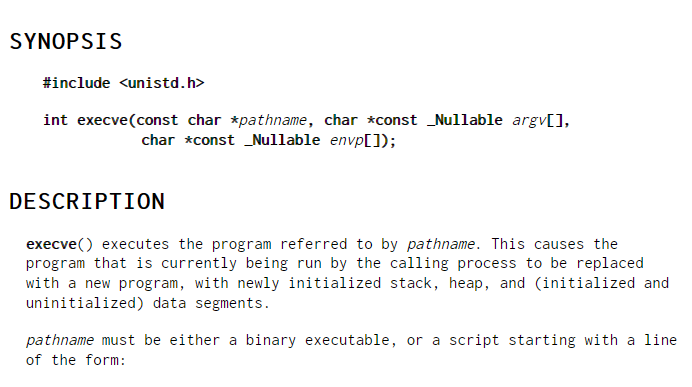 SYNOPSIS
#include <unistd.h>
int execve(const char *pathname, char *const _Nullable argv[],
char *const _Nullable envp[]);
DESCRIPTION
execve() executes the program referred to by pathname. This causes the
program that is currently being run by the calling process to be replaced
with a new program, with newly initialized stack, heap, and (initialized and
uninitialized) data segments.
pathname must be either a binary executable, or a script starting with a line
of the form: